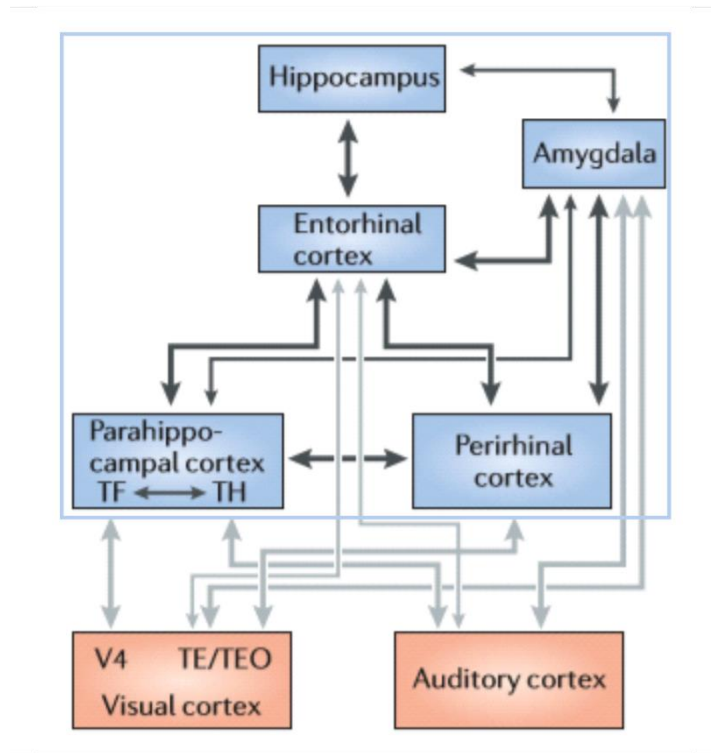 Hippocampus
Amygdala
Entorhinal
cortex
Parahippo-
campal cortex
TF TH
Perirhinal
cortex
V4 TE/TEO
Visual cortex
Auditory cortex